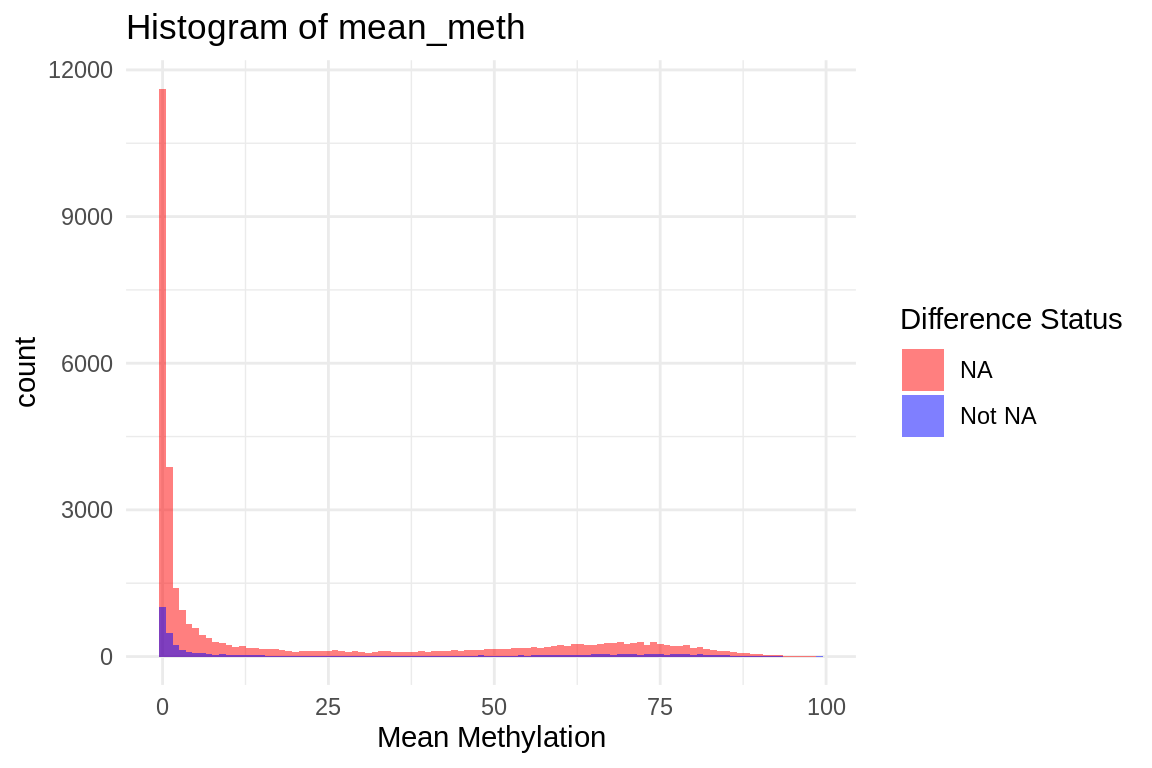 Histogram of mean_meth
12000
9000
6000
3000
0
count
0 25 50 75 100
Mean Methylation
Difference Status
NA
Not NA